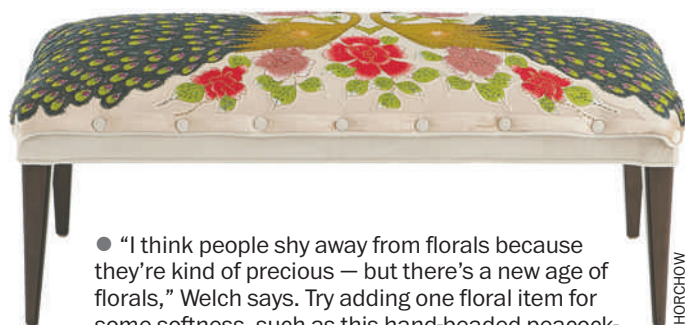 ● “I think people shy away from florals because
they’re kind of precious — but there’s a new age of
florals,” Welch says. Try adding one floral item for
some softness, such as this hand-beaded peacock-
HORCHOW